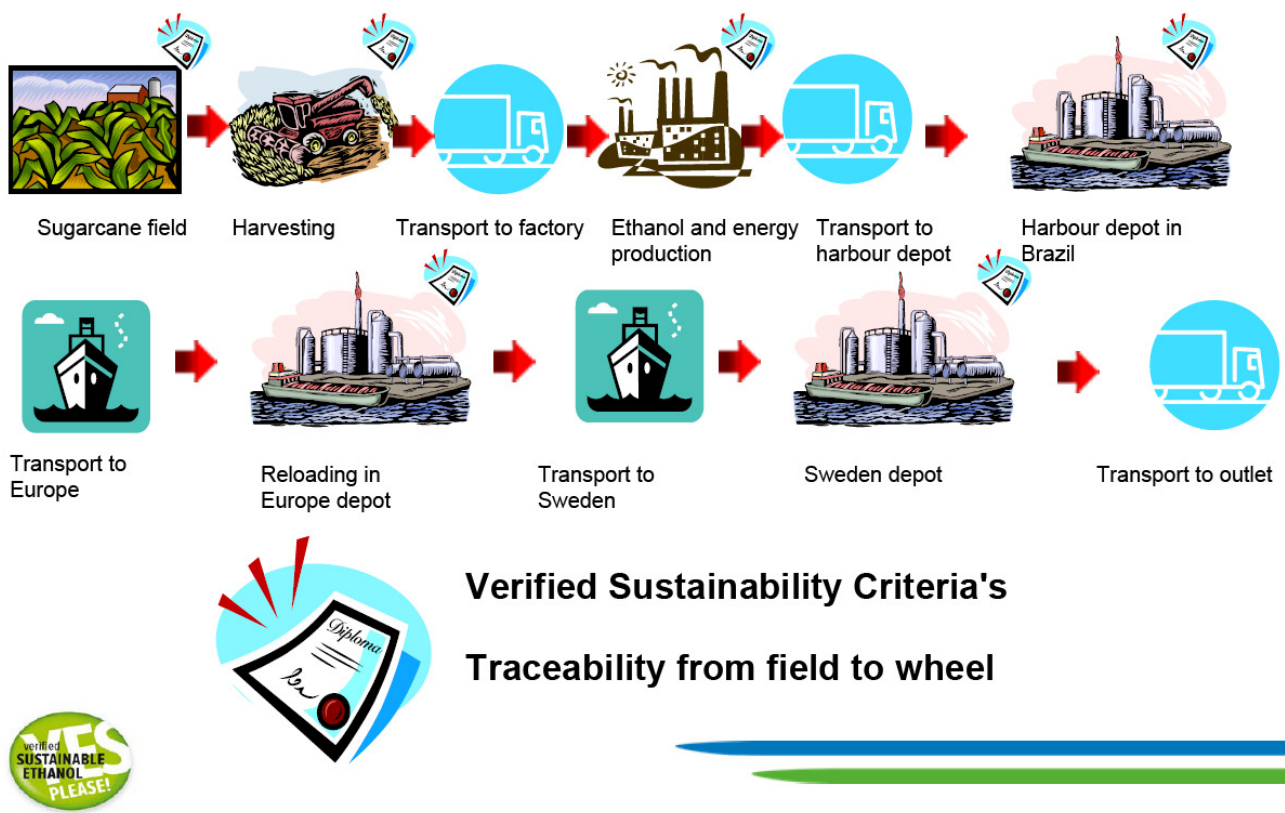 Sugarcane field
Harvesting
Transport to factory
Ethanol and energy
production
Transport to
harbour depot
Harbour depot in
Brazil
Transport to
Europe
Reloading in
Europe depot
Transport to
Sweden
Sweden depot
Transport to outlet
Verified Sustainability Criteria's
Traceability from field to wheel
Diploma
YES
verified
SUSTAINABLE
ETHANOL
PLEASE!